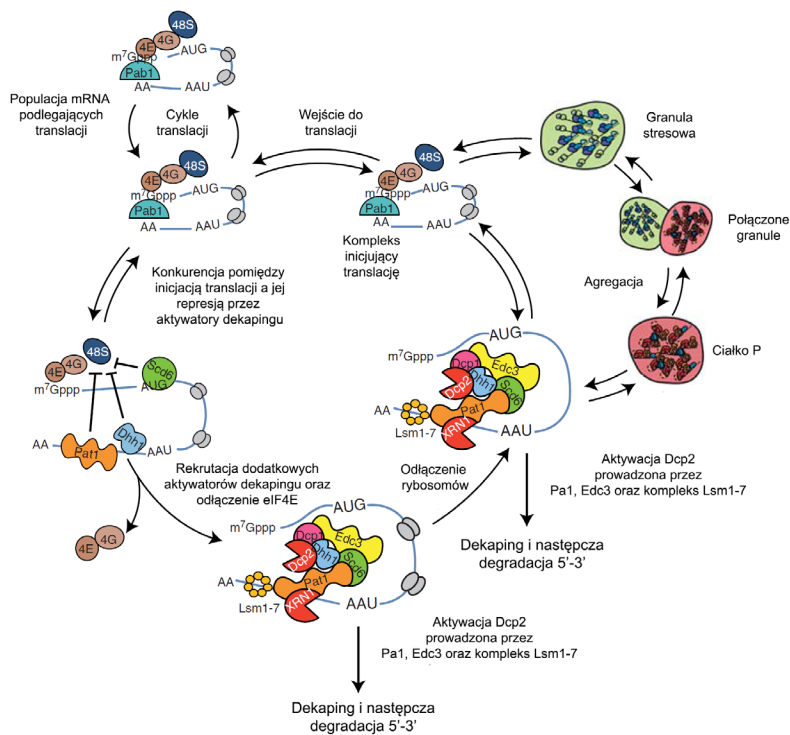 48S
4G
4E
AUG
m7Gppp
Pab1
AA
AAU
Populacja mRNA
podlegających
translacji
Cykle
translacji
Wejście do
translacji
Granula
stresowa
48S
4G
4E
AUG
m7Gppp
Pab1
AA
AAU
48S
4G
4E
AUG
m7Gppp
Pab1
AA
AAU
Kompleks
inicjujący
translację
Połączone
granule
Agregacja
Ciałko P
Konkurencja pomiędzy
inicjacją translacji a jej
represją przez
aktywatory dekapingu
48S
4G
4E
Scd6
m7Gppp
AUG
AA
Pat1
Dhh1
AAU
AUG
m7Gppp
Dcp1
Edc3
Dcp2
Dhh1
Scd6
Pat1
AA
XRN1
AAU
Lsm1-7
Rekrutacja dodatkowych
aktywatorów dekapingu oraz
odłączenie eIF4E
Odłączenie
rybosomów
Aktywacja Dcp2
prowadzona przez
Pa1, Edc3 oraz kompleks Lsm1-7
4G
4E
AUG
m7Gppp
Dcp1
Edc3
Dcp2
Dhh1
Scd6
Pat1
AA
XRN1
AAU
Lsm1-7
Dekaping i następcza
degradacja 5'-3'
Aktywacja Dcp2
prowadzona przez
Pa1, Edc3 oraz kompleks Lsm1-7
Dekaping i następcza
degradacja 5'-3'